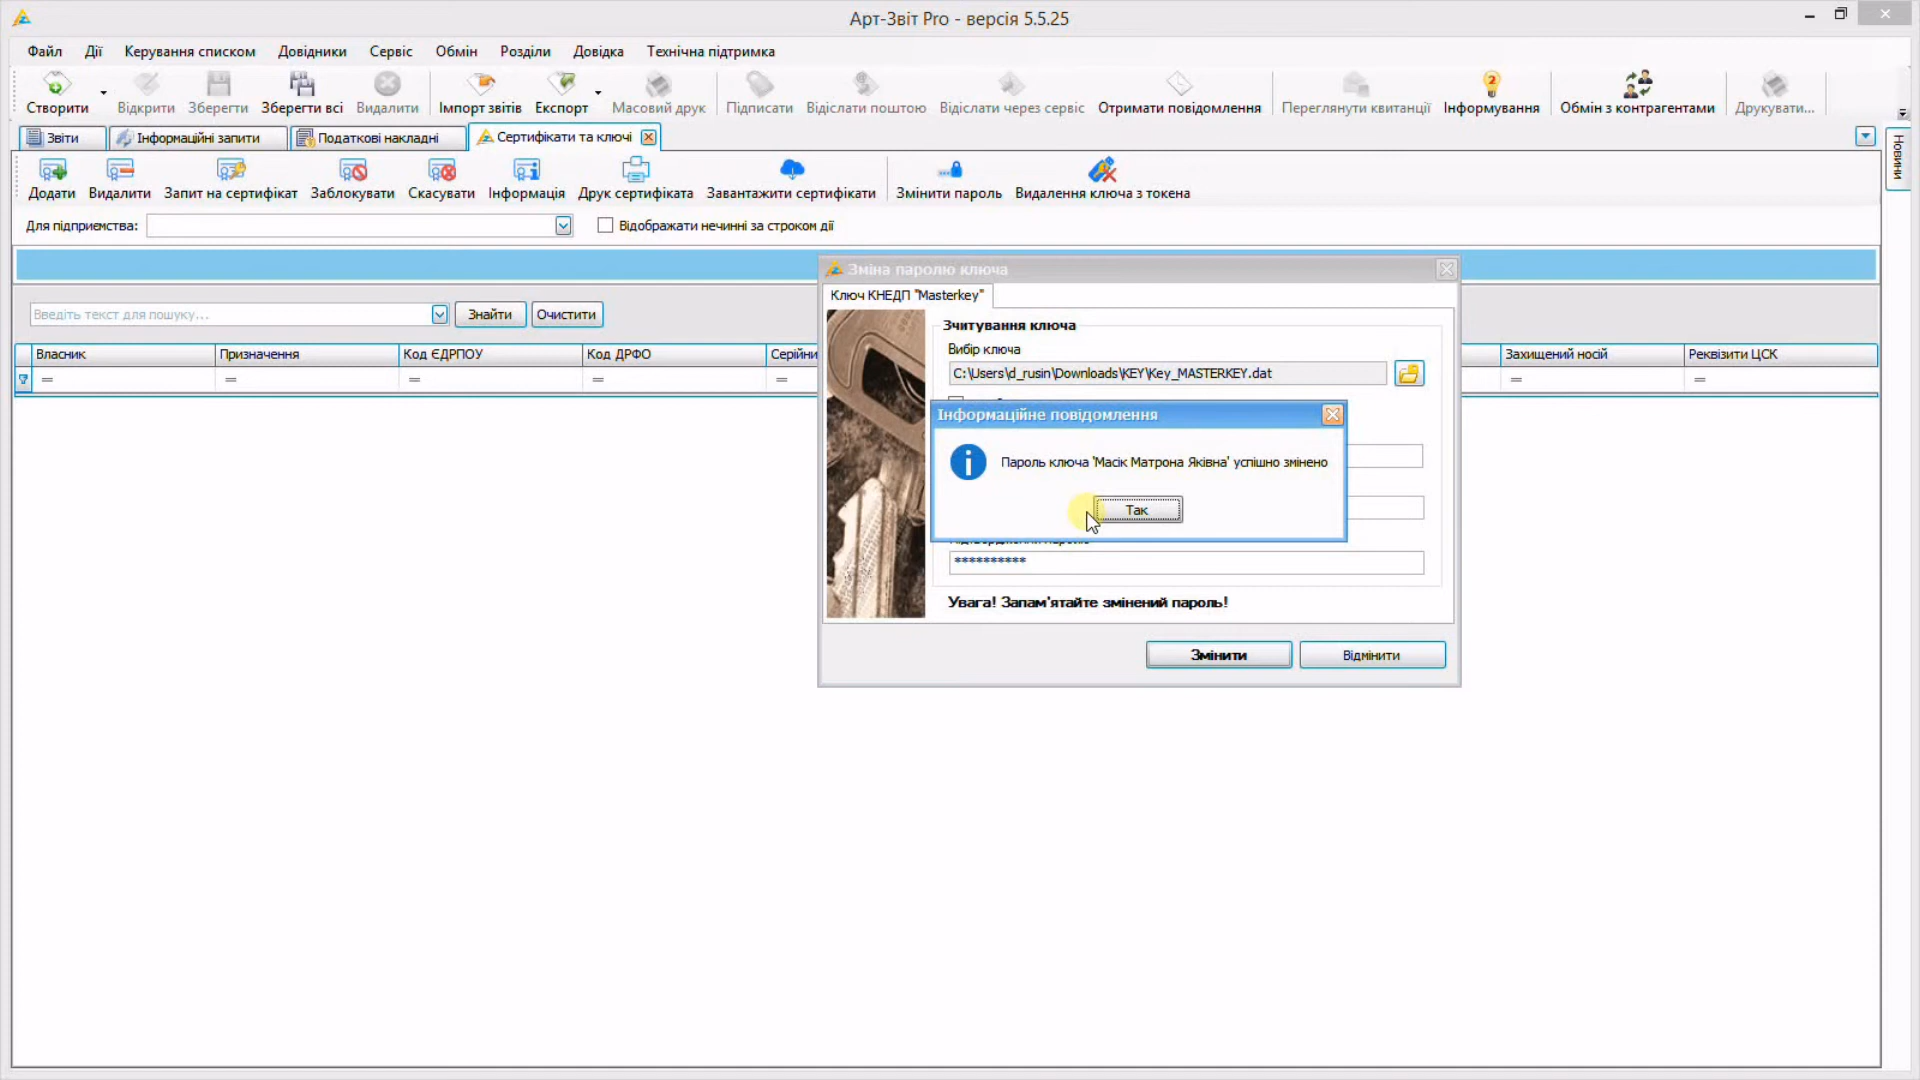 Арт-Звіт Pro - версія 5.5.25
Файл Дії Керування списком Довідники Сервіс Обмін Розділи Довідка Технічна підтримка
Створити Відкрити Зберегти Зберегти всі Видалити Імпорт звітів Експорт Масовий друк Підписати Відіслати поштою Відіслати через сервіс Отримати повідомлення Переглянути квитанції Інформування Обмін з контрагентами Друкувати...
Звіти Інформаційні запити Податкові накладні Сертифікати та ключі
Новини
Додати Видалити Запит на сертифікат Заблокувати Скасувати Інформація Друк сертифіката Завантажити сертифікати Змінити пароль Видалення ключа з токена
Для підприємства: Відображати нечинні за строком дії
Введіть текст для пошуку... Знайти Очистити
Власник Призначення Код ЄДРПОУ Код ДРФО Захищений носій Реквізити ЦСК
= = = = = = =
Зміна паролю ключа
Ключ КНЕДП "Masterkey"
Зчитування ключа
Вибір ключа
C:\Users\d_rusin\Downloads\KEY\Key_MASTERKEY.dat
Інформаційне повідомлення
Пароль ключа 'Масік Матрона Яківна' успішно змінено
Так
**********
Увага! Запам'ятайте змінений пароль!
Змінити Відмінити